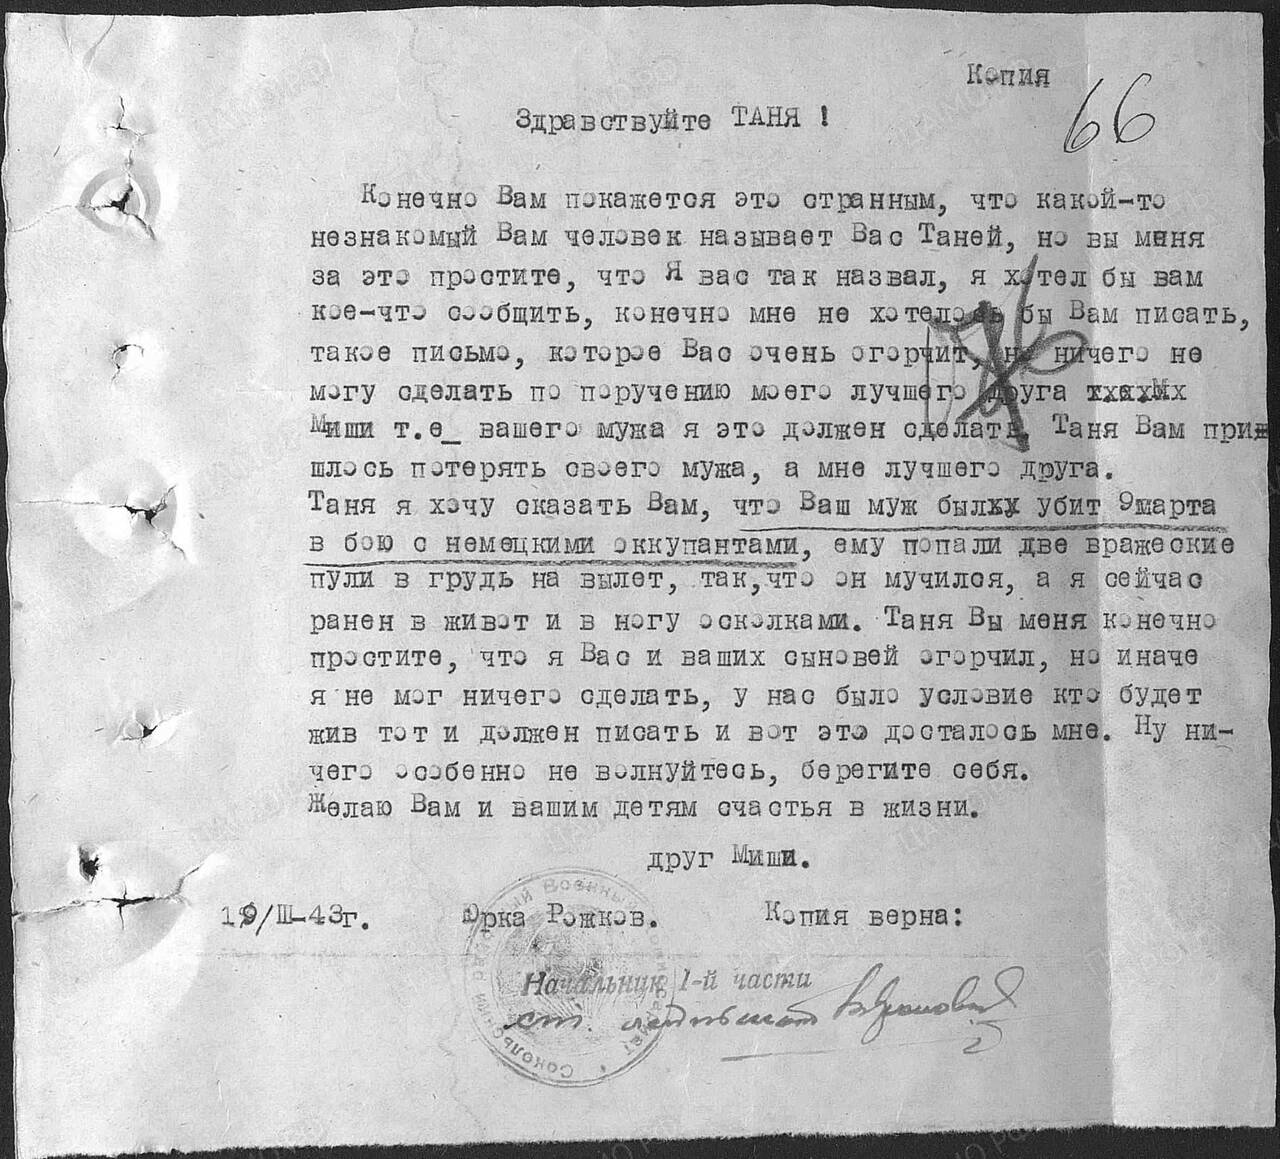 Копия
66
Здравствуйте ТАНЯ !
Конечно Вам покажется это странным, что какой-то
незнакомый Вам человек называет Вас Таней, но вы меня
за это простите, что Я вас так назвал, я хотел бы вам
кое-что сообщить, конечно мне не хотелось бы Вам писать,
такое письмо, которое Вас очень огорчит, но ничего не
могу сделать по поручению моего лучшего друга
Миши т.е_ вашего мужа я это должен сделать. Таня Вам при
шлось потерять своего мужа, а мне лучшего друга.
Таня я хочу сказать Вам, что Ваш муж был убит 9марта
в бою с немецкими оккупантами, ему попали две вражеские
пули в грудь на вылет, так,что он мучился, а я сейчас
ранен в живот и в ногу осколками. Таня Вы меня конечно
простите, что я Вас и ваших сыновей огорчил, но иначе
я не мог ничего сделать, у нас было условие кто будет
жив тот и должен писать и вот это досталось мне. Ну ни-
чего особенно не волнуйтесь, берегите себя.
Желаю Вам и вашим детям счастья в жизни.
друг Миши.
19/III-43г. Юрка Рожков. Копия верна:
Начальник 1-й части
ст. лейтенант
Сокольский Военный